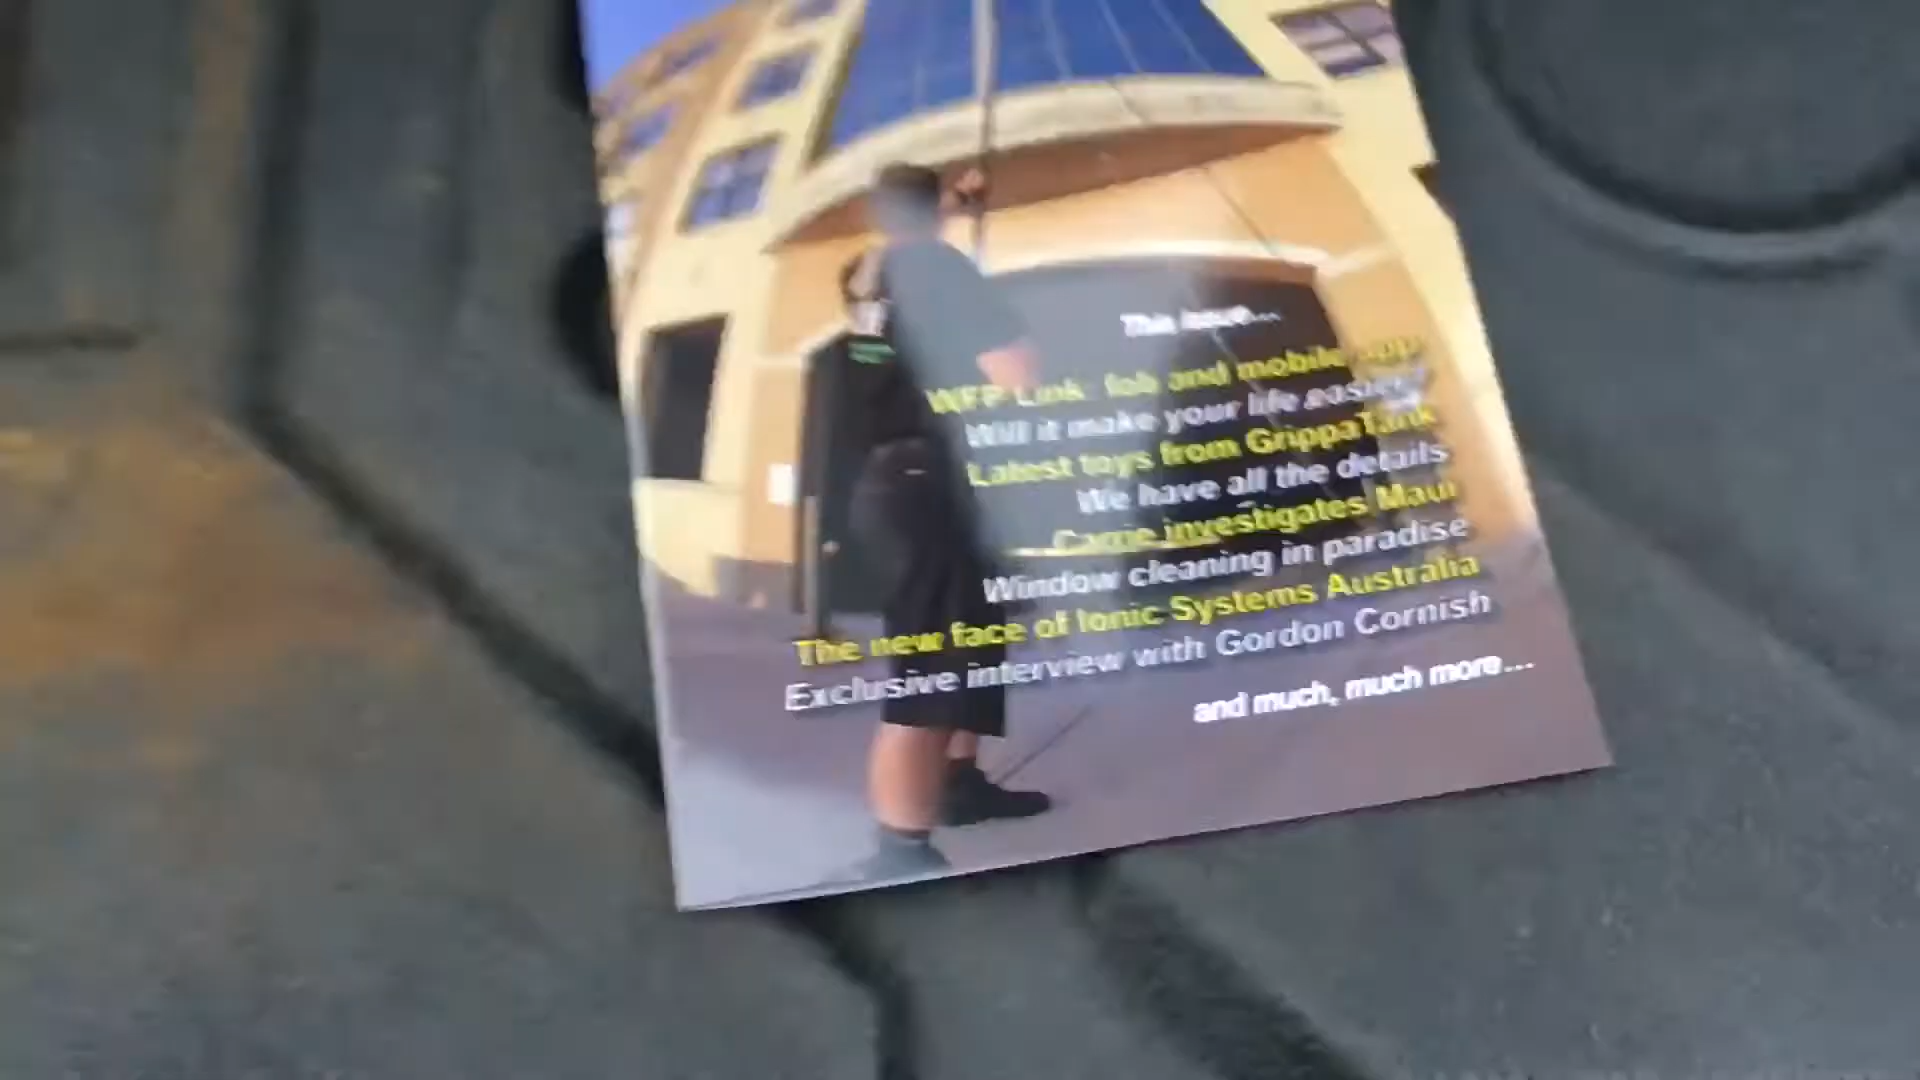 This issue...
WFP Link fob and mobile app
Will it make your life easier?
Latest toys from GrippaTank
We have all the details
Carrie investigates Maui
Window cleaning in paradise
The new face of Ionic Systems Australia
Exclusive interview with Gordon Cornish
and much, much more...